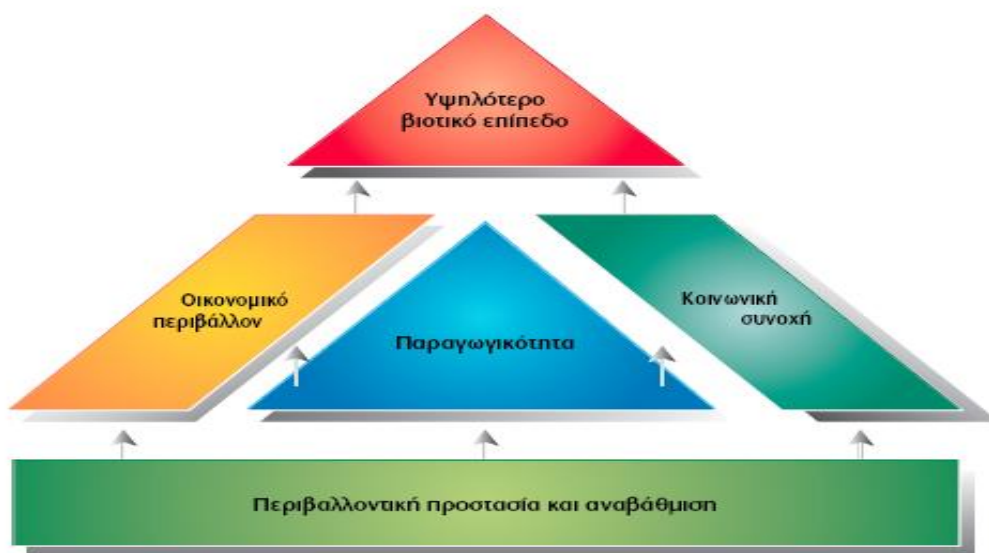 Υψηλότερο
βιοτικό επίπεδο
Οικονομικό
περιβάλλον
Παραγωγικότητα
Κοινωνική
συνοχή
Περιβαλλοντική προστασία και αναβάθμιση